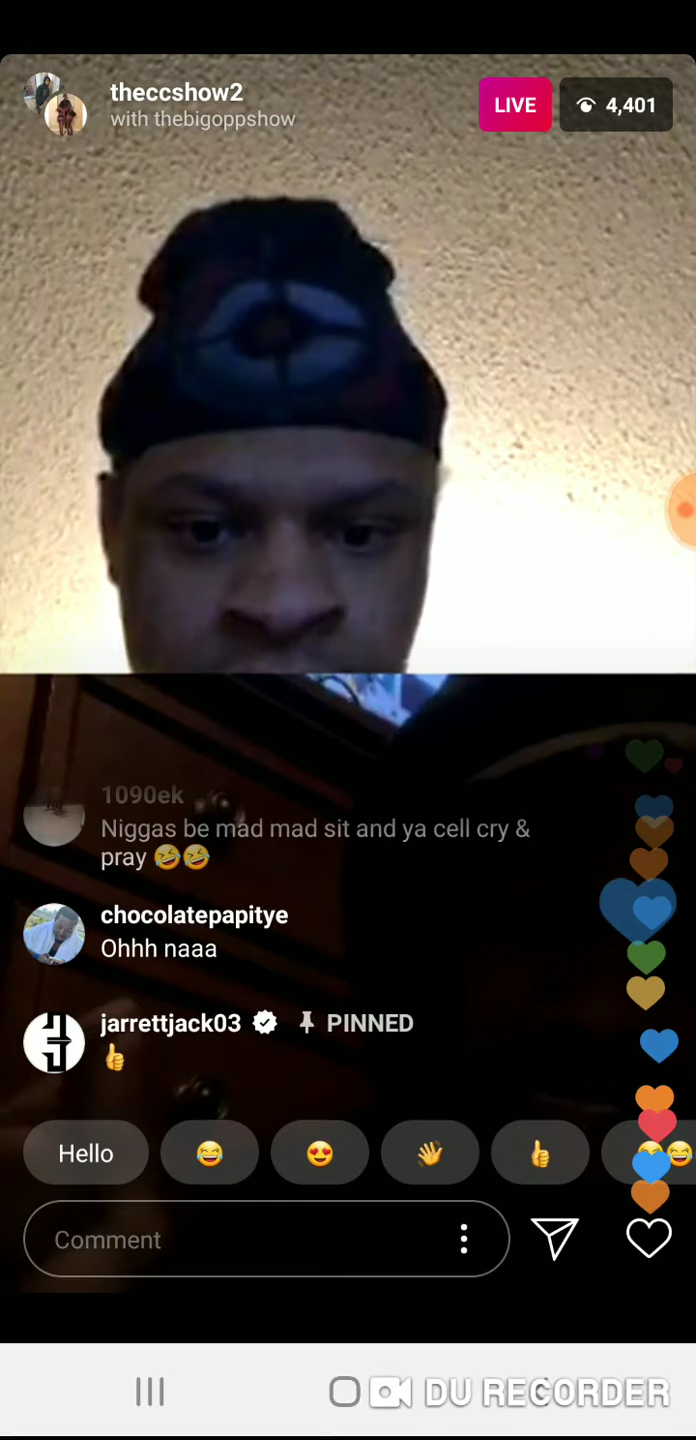 theccshow2
with thebigoppshow
LIVE
4,401
1090ek
Niggas be mad mad sit and ya cell cry &
pray 🤣🤣
chocolatepapitye
Ohhh naaa
jarrettjack03
PINNED
👍
Hello
😂
😍
👋
👍
Comment
DU RECORDER